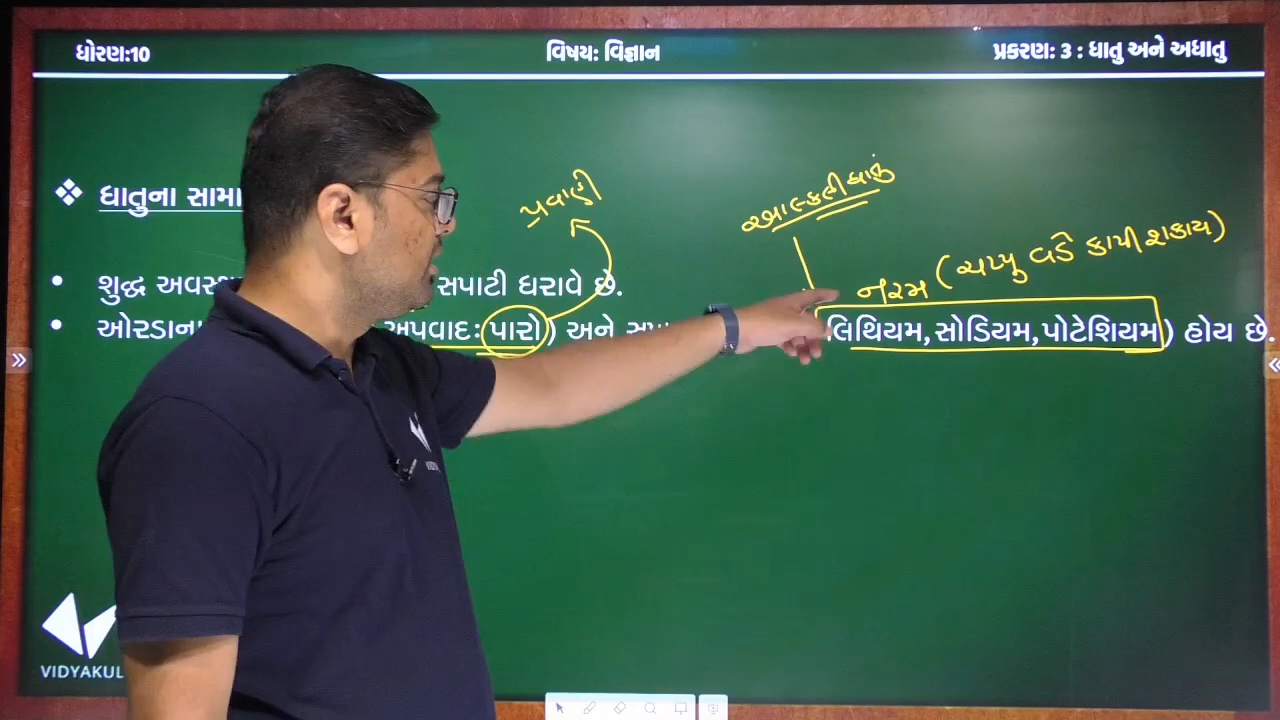 ધોરણ:10
વિષય: વિજ્ઞાન
પ્રકરણ: 3 : ધાતુ અને અધાતુ
❖ ધાતુના
પ્રવાહી
આલ્કલી ધાતુ
નરમ (ચપ્પુ વડે કાપી શકાય)
• શુદ્ધ સપાટી ધરાવે છે.
• ઓરડાના અપવાદ: પારો) અને લિથિયમ, સોડિયમ, પોટેશિયમ) હોય છે.
VIDYAKUL